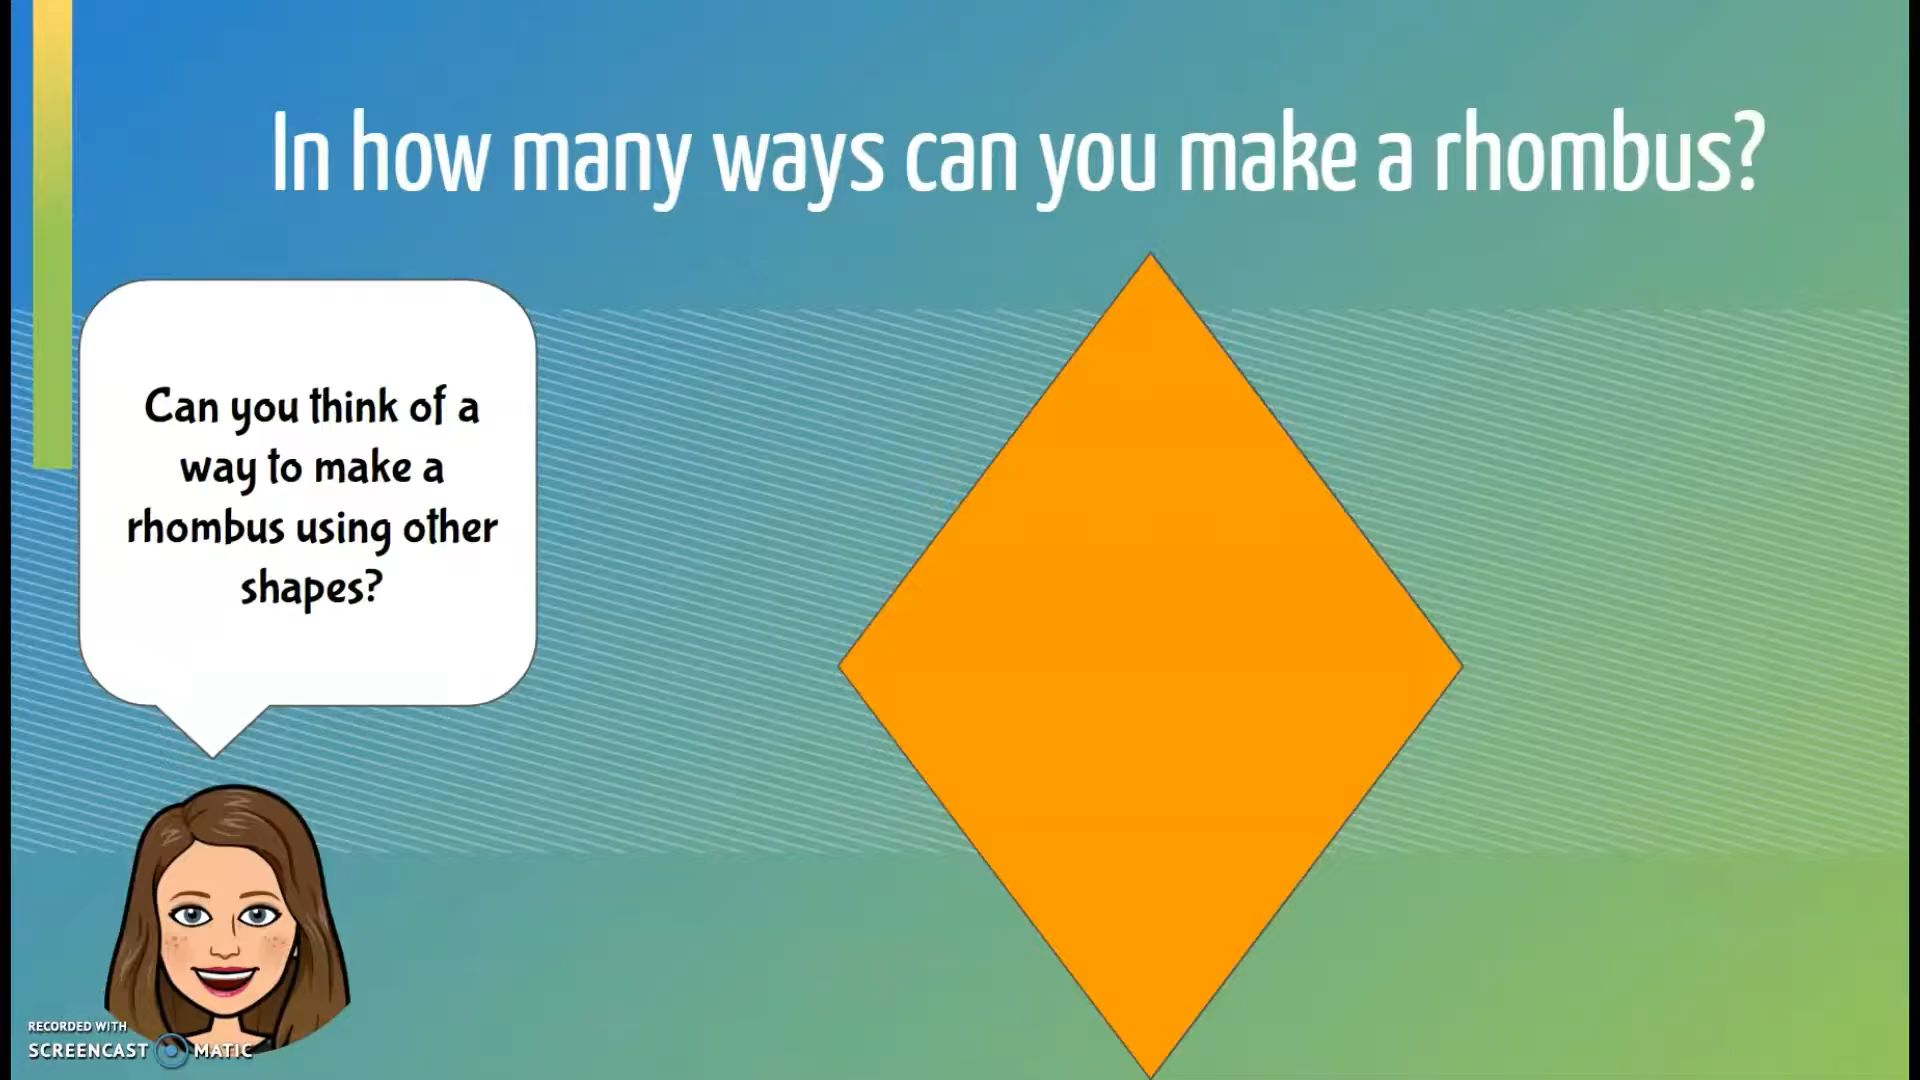 In how many ways can you make a rhombus?
Can you think of a
way to make a
rhombus using other
shapes?
RECORDED WITH
SCREENCAST MATIC